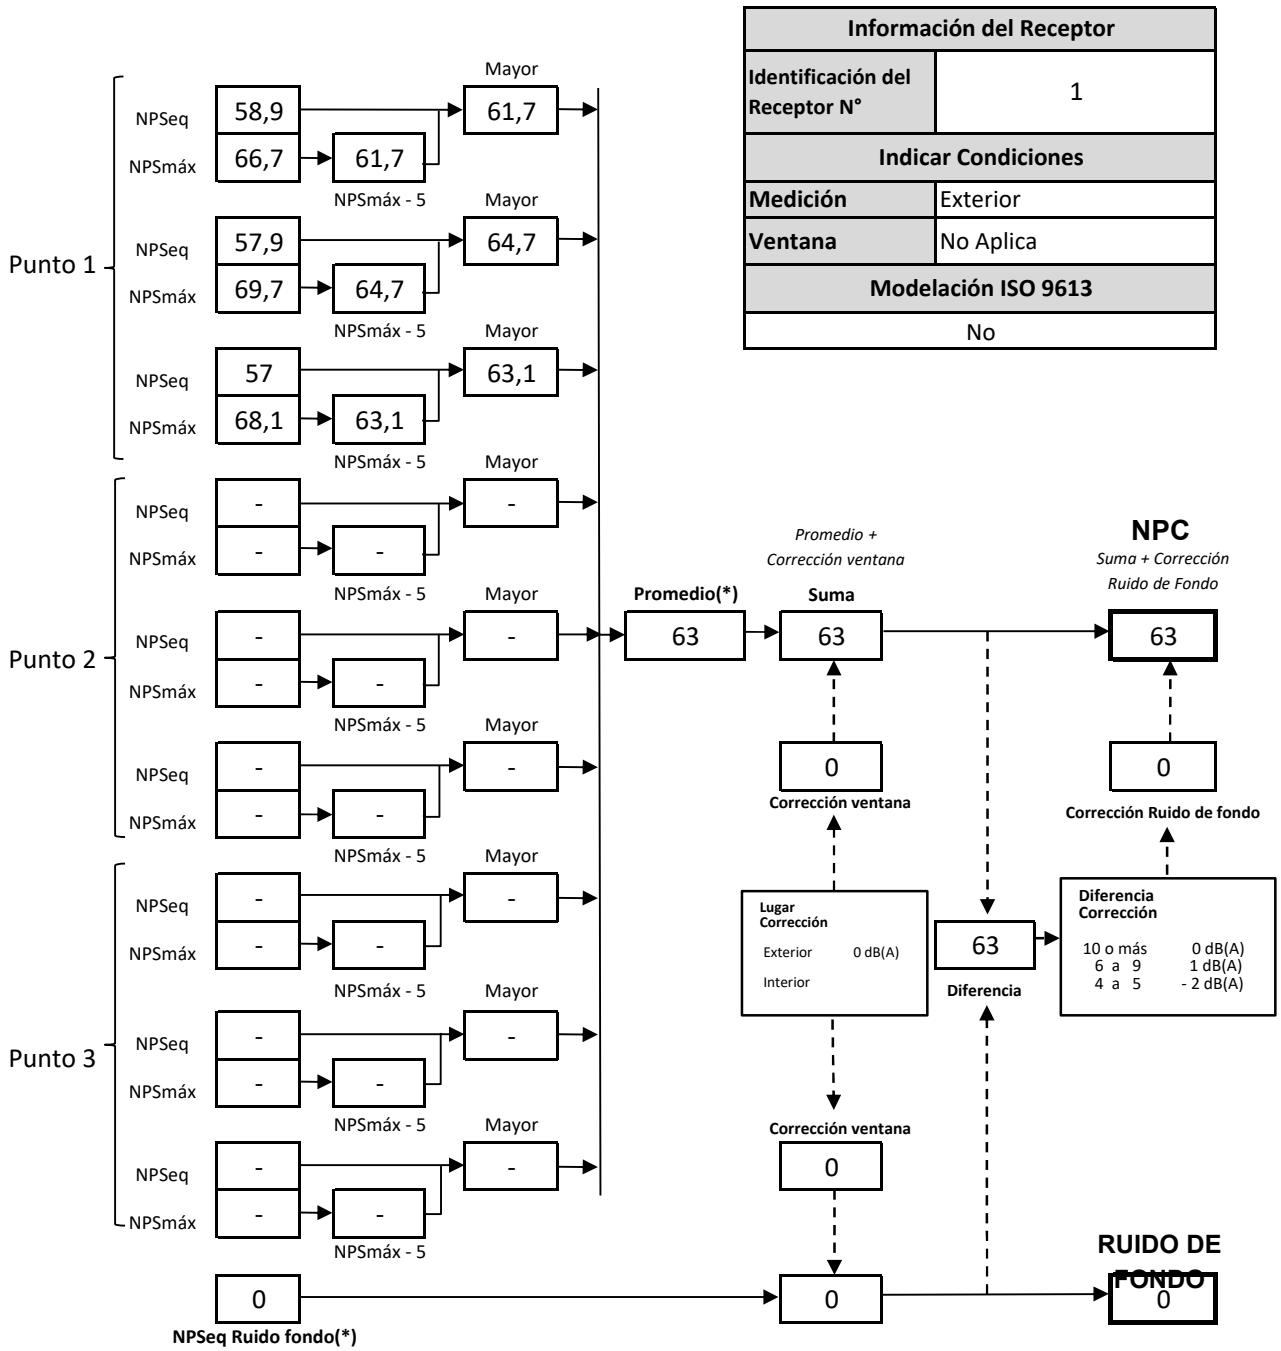 Información del Receptor
Identificación del
Receptor N°
1
Indicar Condiciones
Medición Exterior
Ventana No Aplica
Modelación ISO 9613
No
Punto 1
Mayor
NPSeq 58,9 61,7
NPSmáx 66,7 61,7
NPSmáx - 5
Mayor
NPSeq 57,9 64,7
NPSmáx 69,7 64,7
NPSmáx - 5
Mayor
NPSeq 57 63,1
NPSmáx 68,1 63,1
NPSmáx - 5
Punto 2
Mayor
NPSeq - -
NPSmáx - -
NPSmáx - 5
Mayor
NPSeq - -
NPSmáx - -
NPSmáx - 5
Mayor
NPSeq - -
NPSmáx - -
NPSmáx - 5
Punto 3
Mayor
NPSeq - -
NPSmáx - -
NPSmáx - 5
Mayor
NPSeq - -
NPSmáx - -
NPSmáx - 5
Mayor
NPSeq - -
NPSmáx - -
NPSmáx - 5
0
NPSeq Ruido fondo(*)
Promedio(*)
63
Promedio +
Corrección ventana
Suma
63
0
Corrección ventana
Lugar
Corrección
Exterior 0 dB(A)
Interior
Corrección ventana
0
0
63
Diferencia
NPC
Suma + Corrección
Ruido de Fondo
63
0
Corrección Ruido de fondo
Diferencia
Corrección
10 o más 0 dB(A)
6 a 9 1 dB(A)
4 a 5 - 2 dB(A)
RUIDO DE
FONDO
0